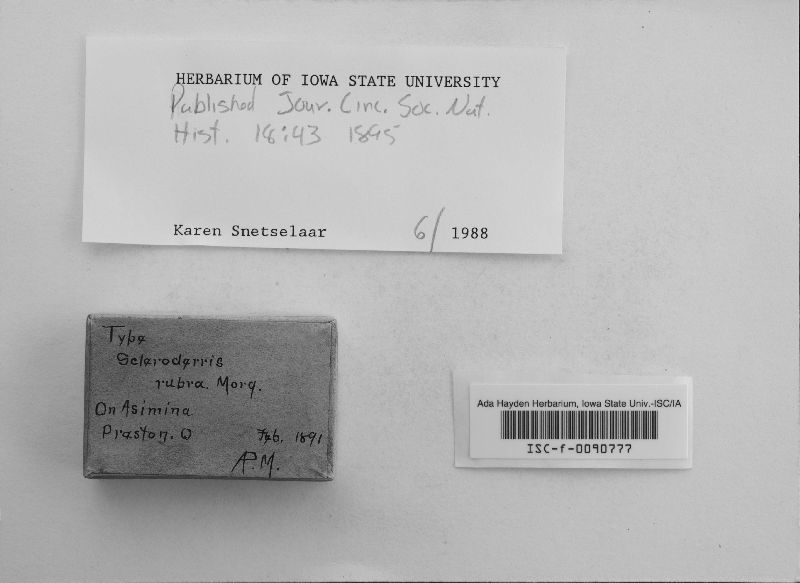 HERBARIUM OF IOWA STATE UNIVERSITY
Published Jour. Cinc. Soc. Nat.
Hist. 18:43 1895
Karen Snetselaar 6/ 1988
Type
Scleroderris
rubra. Morg.
On Asimina
Preston. O Feb. 1891
A.P.M.
Ada Hayden Herbarium, Iowa State Univ.-ISC/IA
ISC-f-0090777